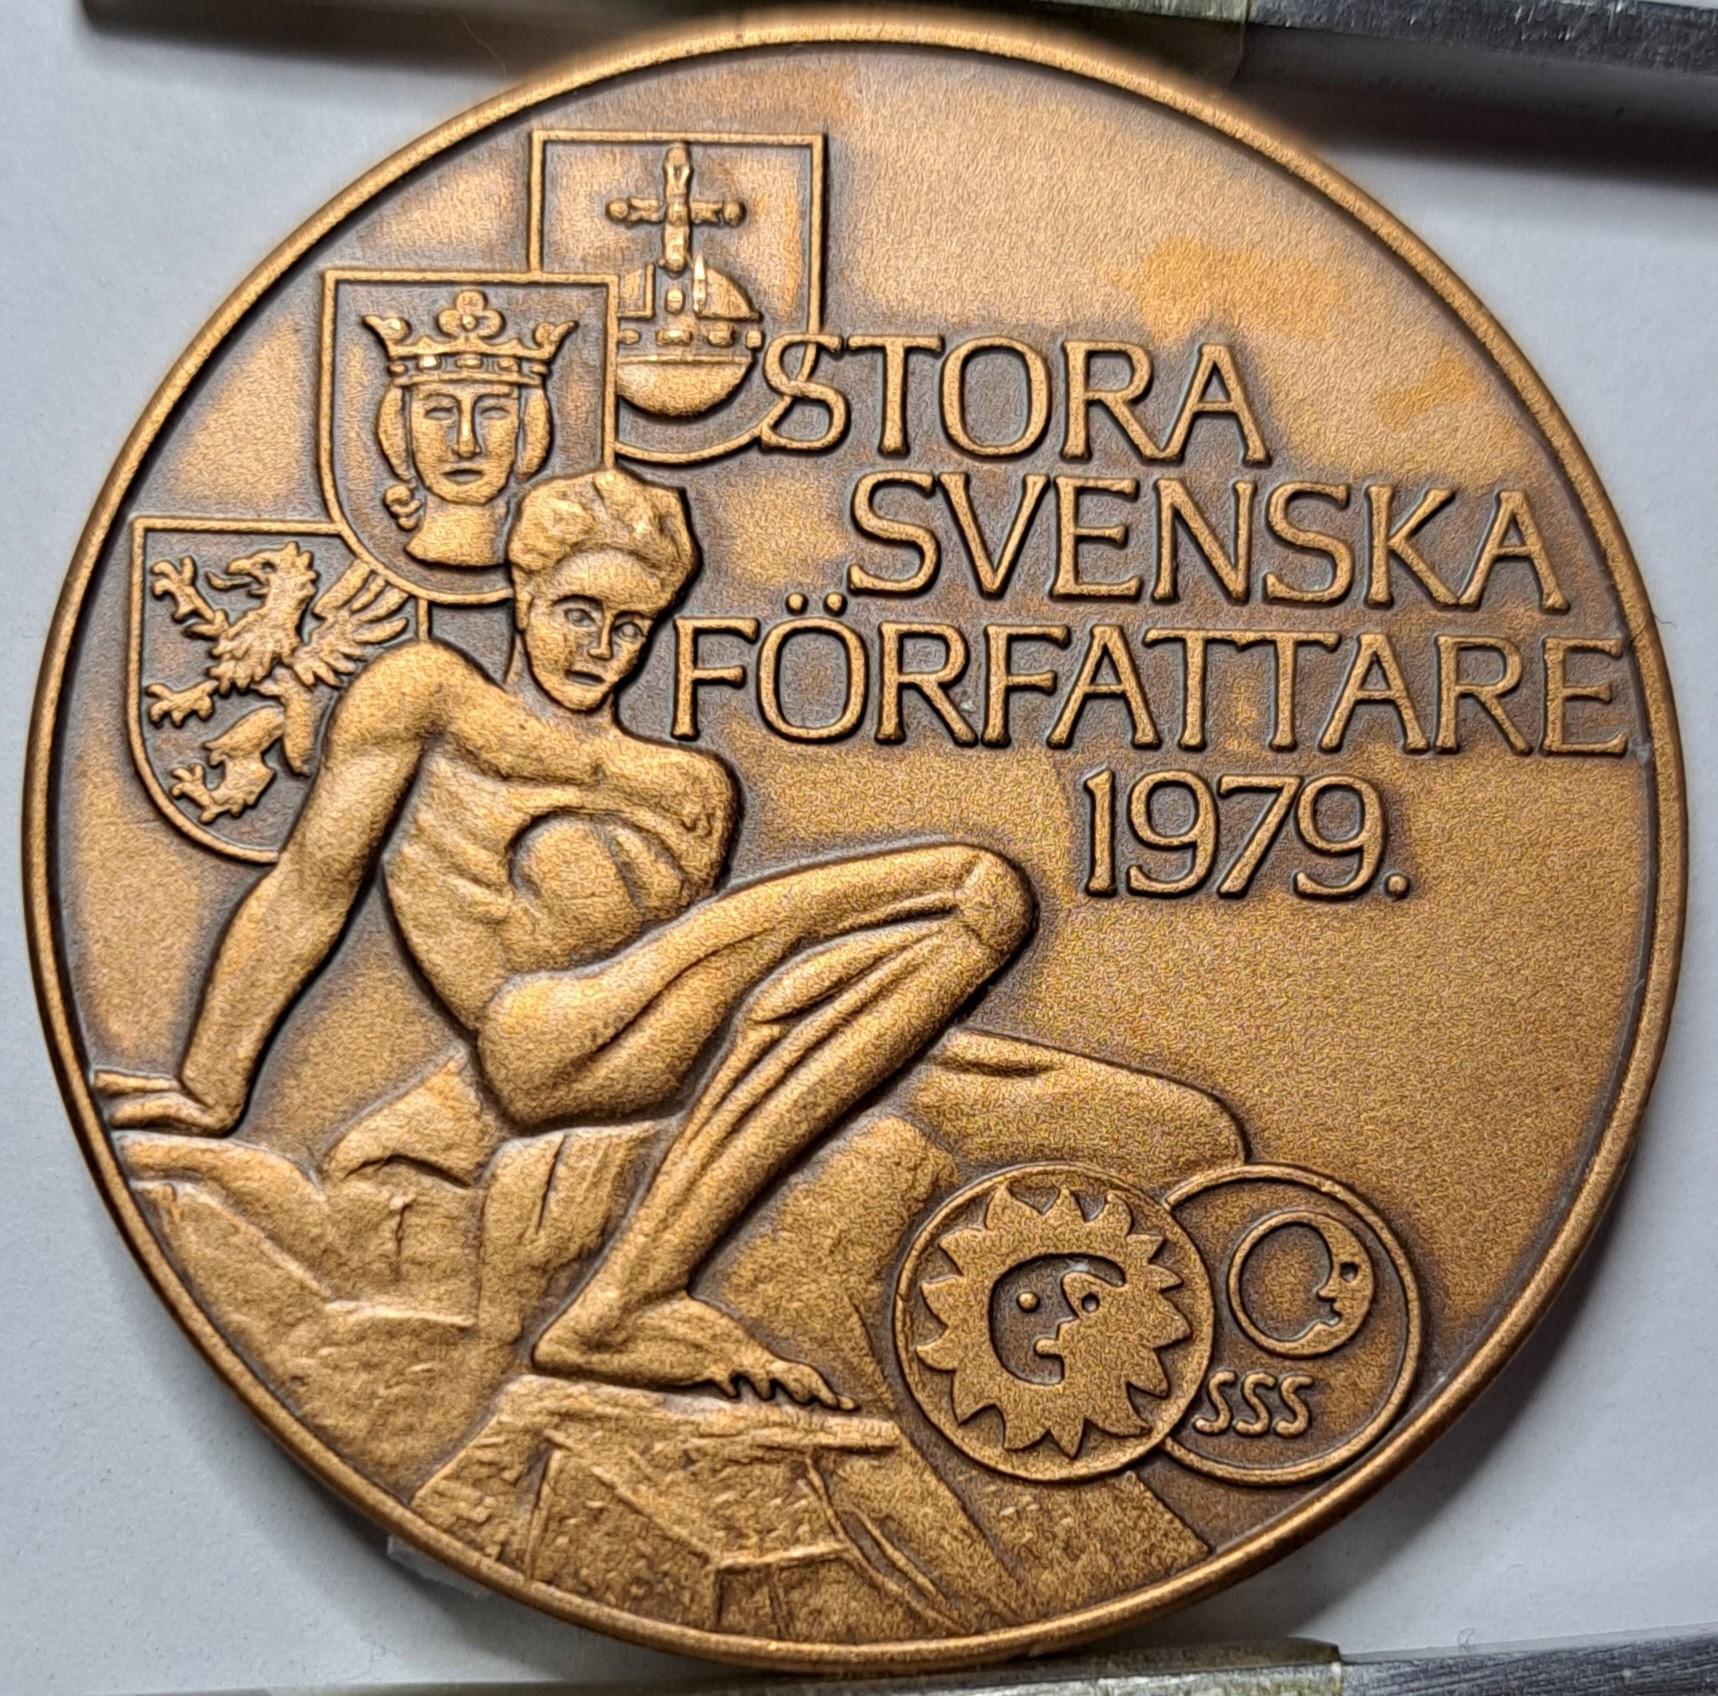 STORA
SVENSKA
FÖRFATTARE
1979.
SSS